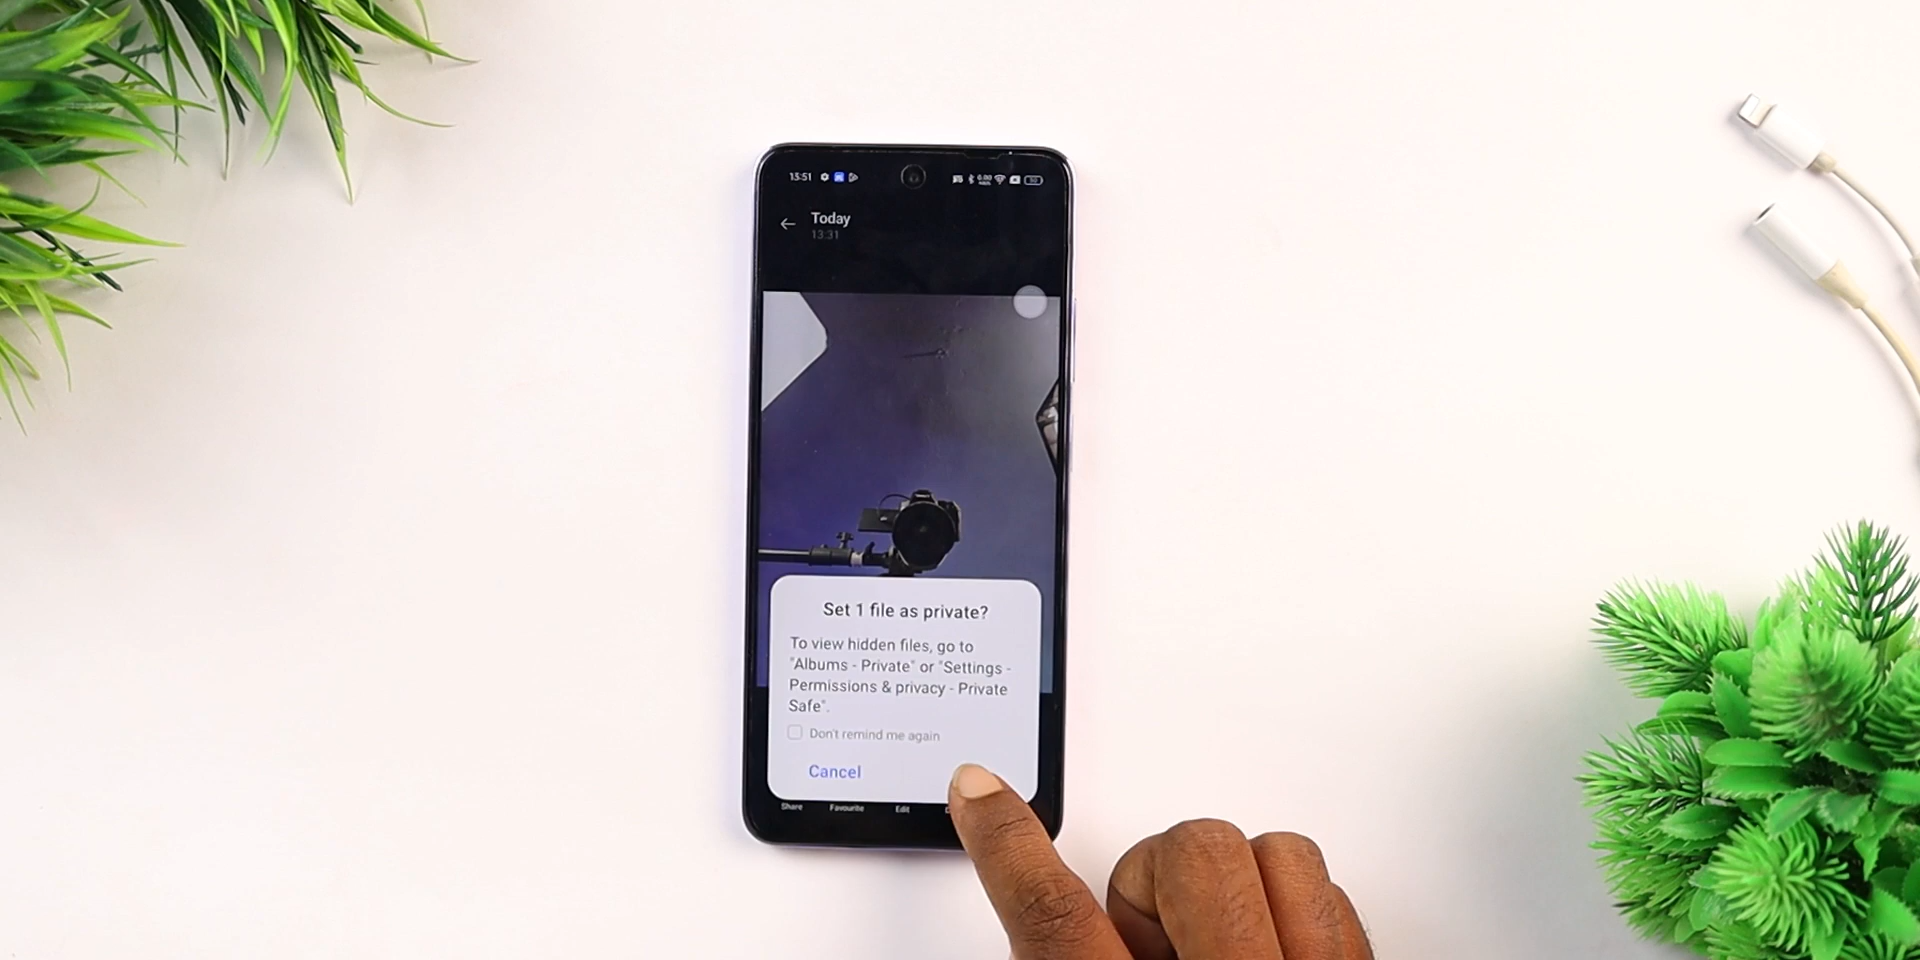 15:51
Today
13:31
Set 1 file as private?
To view hidden files, go to
"Albums - Private" or "Settings -
Permissions & privacy - Private
Safe".
Don't remind me again
Cancel
Share Favourite Edit